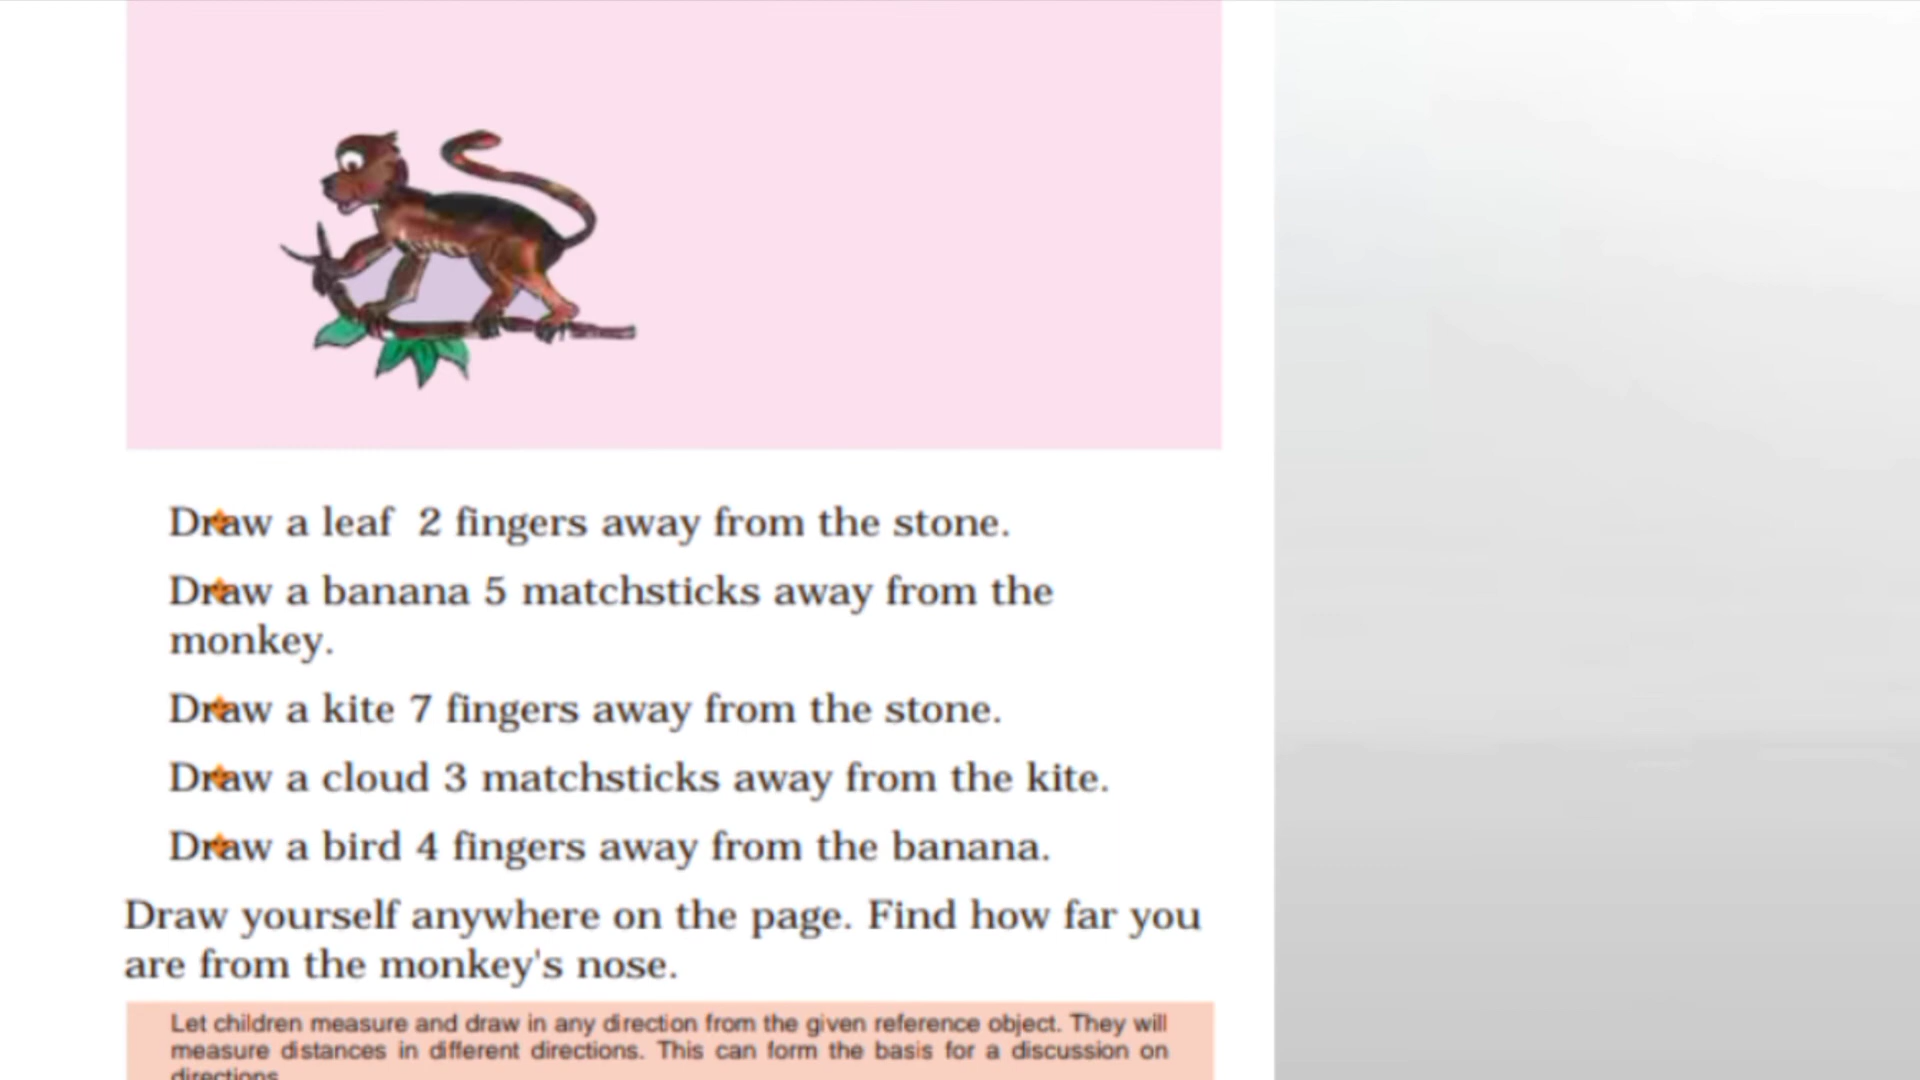 Draw a leaf 2 fingers away from the stone.
Draw a banana 5 matchsticks away from the
monkey.
Draw a kite 7 fingers away from the stone.
Draw a cloud 3 matchsticks away from the kite.
Draw a bird 4 fingers away from the banana.
Draw yourself anywhere on the page. Find how far you
are from the monkey's nose.
Let children measure and draw in any direction from the given reference object. They will
measure distances in different directions. This can form the basis for a discussion on
directions.